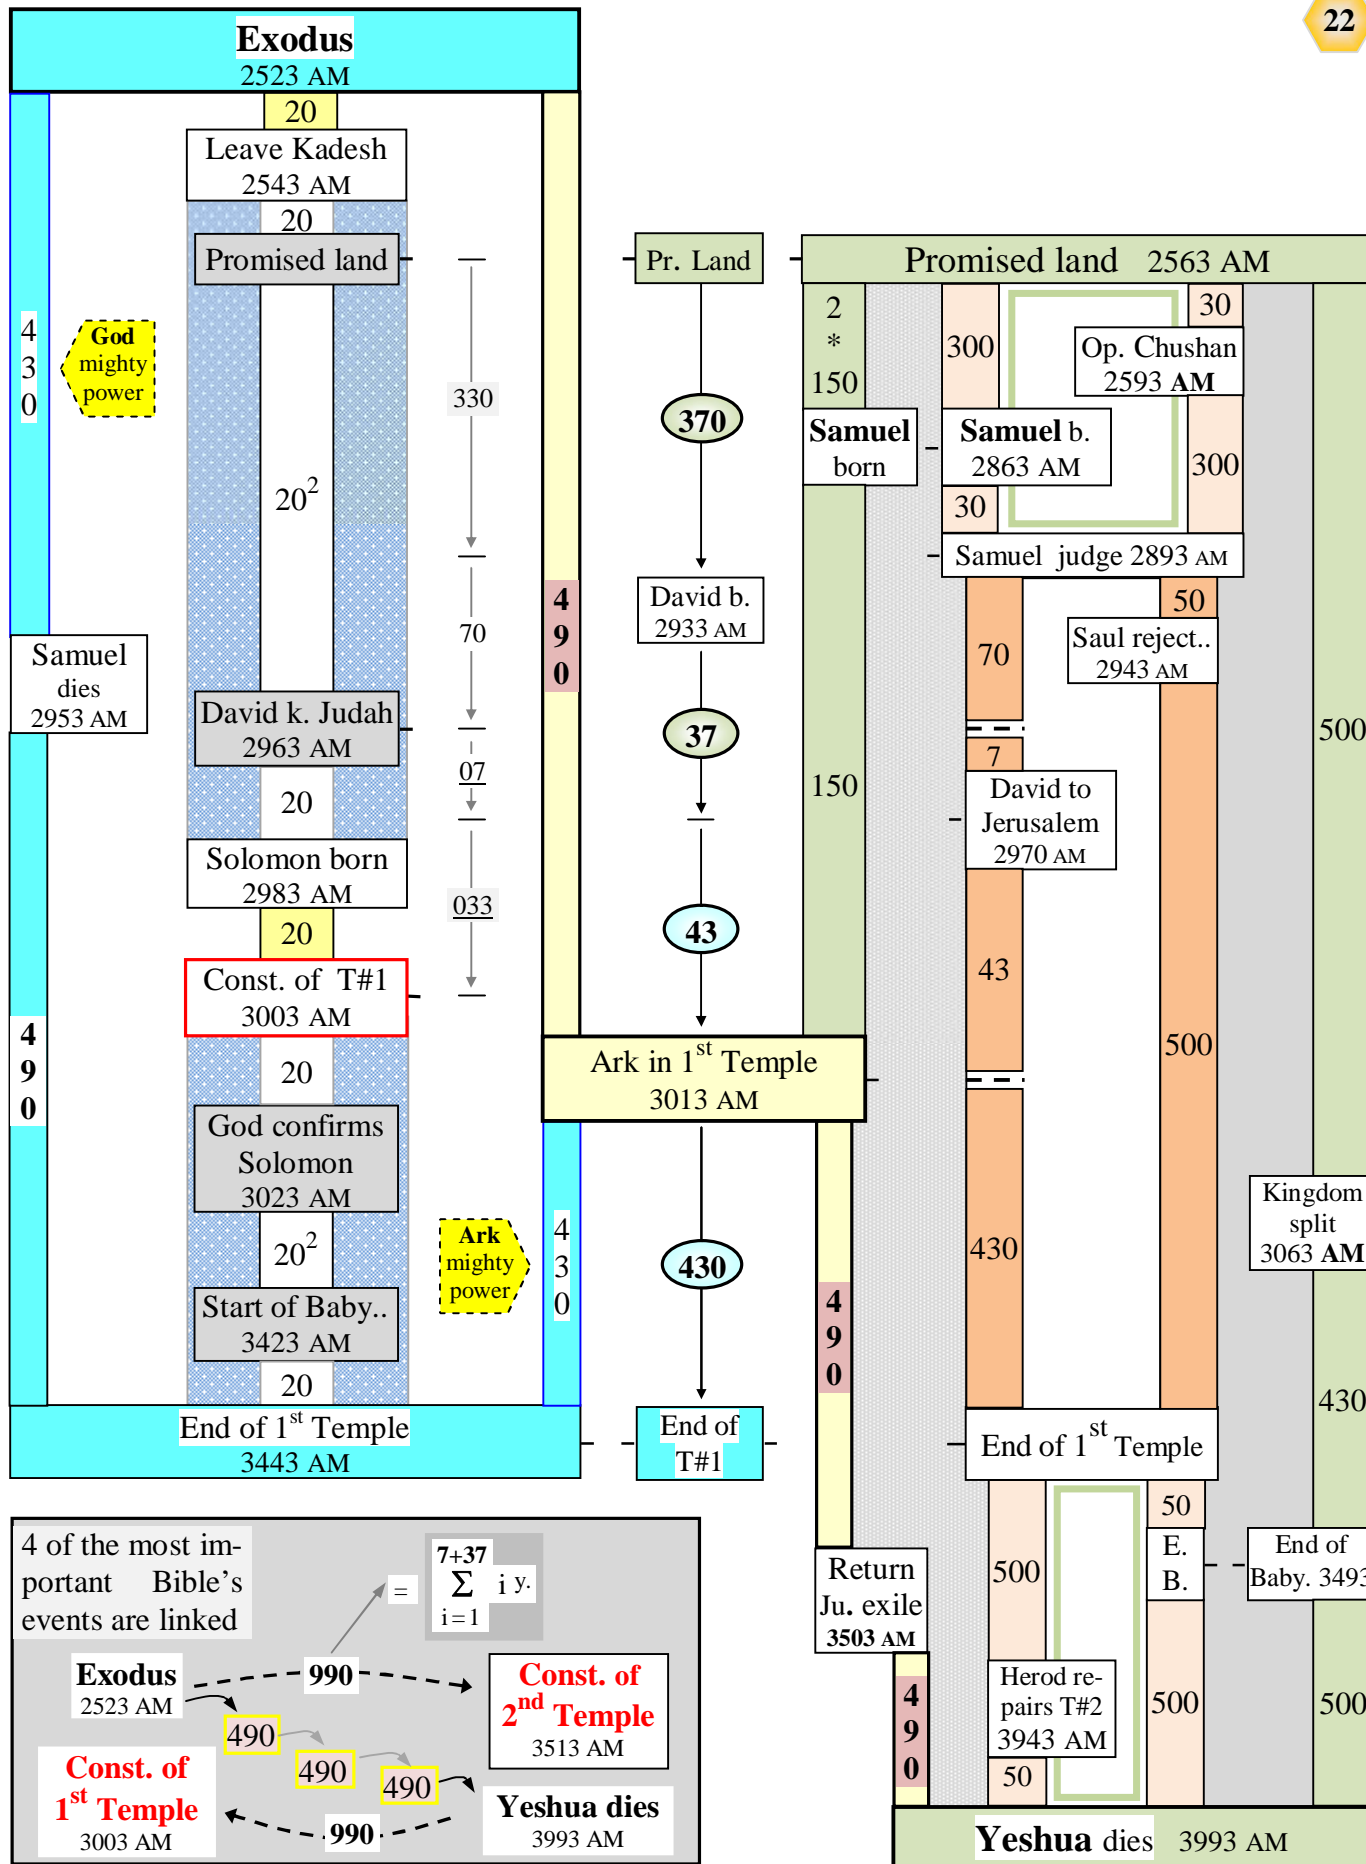 22
Exodus
2523 AM
20
Leave Kadesh
2543 AM
20
Promised land
4
3
0
God
mighty
power
20²
330
70
David k. Judah
2963 AM
Samuel
dies
2953 AM
07
20
Solomon born
2983 AM
033
20
Const. of T#1
3003 AM
4
9
0
20
God confirms
Solomon
3023 AM
20²
Start of Baby..
3423 AM
20
End of 1st Temple
3443 AM
4
9
0
Ark in 1st Temple
3013 AM
Ark
mighty
power
4
3
0
Pr. Land
370
David b.
2933 AM
37
43
430
End of
T#1
Promised land 2563 AM
2
*
150
Samuel
born
150
300
Samuel b.
2863 AM
30
30
Op. Chushan
2593 AM
300
Samuel judge 2893 AM
70
50
Saul reject..
2943 AM
7
David to
Jerusalem
2970 AM
43
500
430
End of 1st Temple
500
Kingdom
split
3063 AM
430
4
9
0
Return
Ju. exile
3503 AM
4
9
0
500
50
E.
B.
End of
Baby. 3493
Herod re-
pairs T#2
3943 AM
50
500
500
Yeshua dies 3993 AM
4 of the most im-
portant Bible's
events are linked
=
7+37
Σ i y.
i=1
Exodus
2523 AM
990
Const. of
2nd Temple
3513 AM
490
490
490
Const. of
1st Temple
3003 AM
990
Yeshua dies
3993 AM